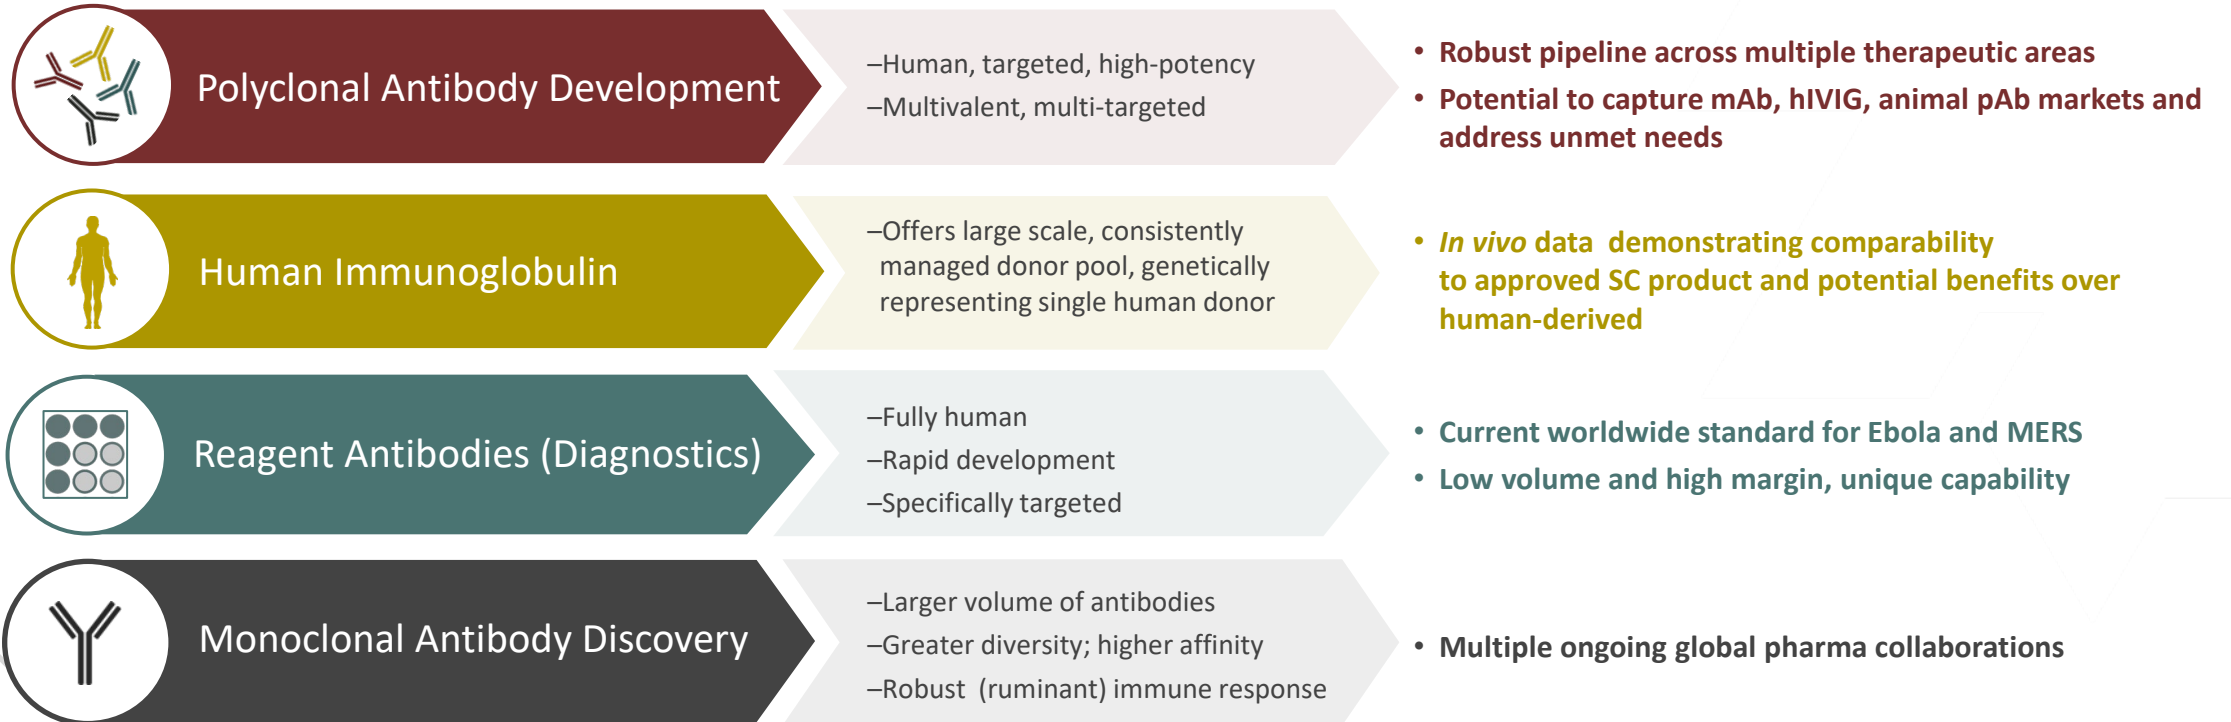 Polyclonal Antibody Development
–Human, targeted, high-potency
–Multivalent, multi-targeted
• Robust pipeline across multiple therapeutic areas
• Potential to capture mAb, hIVIG, animal pAb markets and
address unmet needs
Human Immunoglobulin
–Offers large scale, consistently
managed donor pool, genetically
representing single human donor
• In vivo data  demonstrating comparability
to approved SC product and potential benefits over
human-derived
Reagent Antibodies (Diagnostics)
–Fully human
–Rapid development
–Specifically targeted
• Current worldwide standard for Ebola and MERS
• Low volume and high margin, unique capability
Monoclonal Antibody Discovery
–Larger volume of antibodies
–Greater diversity; higher affinity
–Robust  (ruminant) immune response
• Multiple ongoing global pharma collaborations